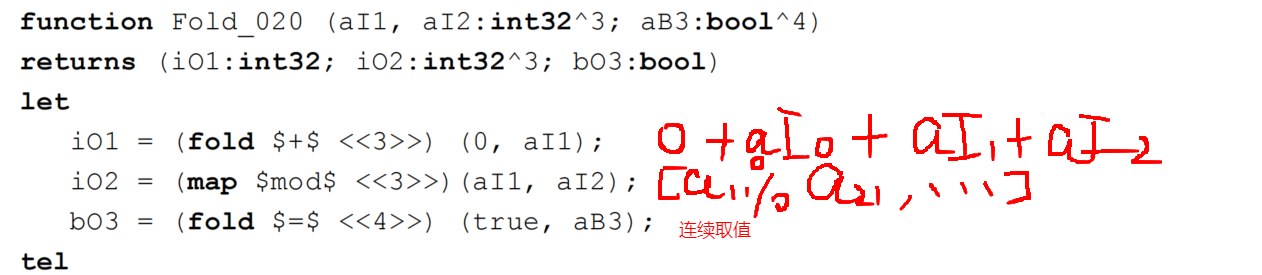 function Fold_020 (aI1, aI2:int32^3; aB3:bool^4)
returns (iO1:int32; iO2:int32^3; bO3:bool)
let
iO1 = (fold $+$ <<3>>) (0, aI1); 0 + aI0 + aI1 + aI2
iO2 = (map $mod$ <<3>>)(aI1, aI2); [a11 % a21, ...]
bO3 = (fold $=$ <<4>>) (true, aB3); 连续取值
tel